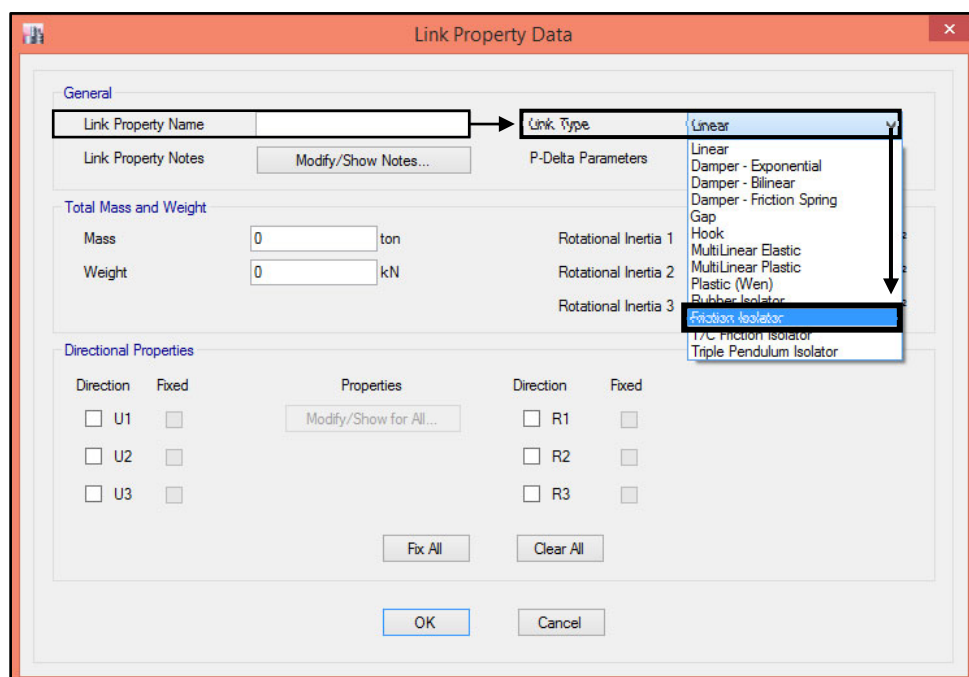 Link Property Data
General
Link Property Name
Link Type
Linear
Link Property Notes
Modify/Show Notes...
P-Delta Parameters
Linear
Damper - Exponential
Damper - Bilinear
Damper - Friction Spring
Gap
Hook
MultiLinear Elastic
MultiLinear Plastic
Plastic (Wen)
Rubber Isolator
Friction Isolator
T/C Friction Isolator
Triple Pendulum Isolator
Total Mass and Weight
Mass
0
ton
Weight
0
kN
Rotational Inertia 1
Rotational Inertia 2
Rotational Inertia 3
Directional Properties
Direction
Fixed
Properties
Direction
Fixed
U1
Modify/Show for All...
R1
U2
R2
U3
R3
Fix All
Clear All
OK
Cancel